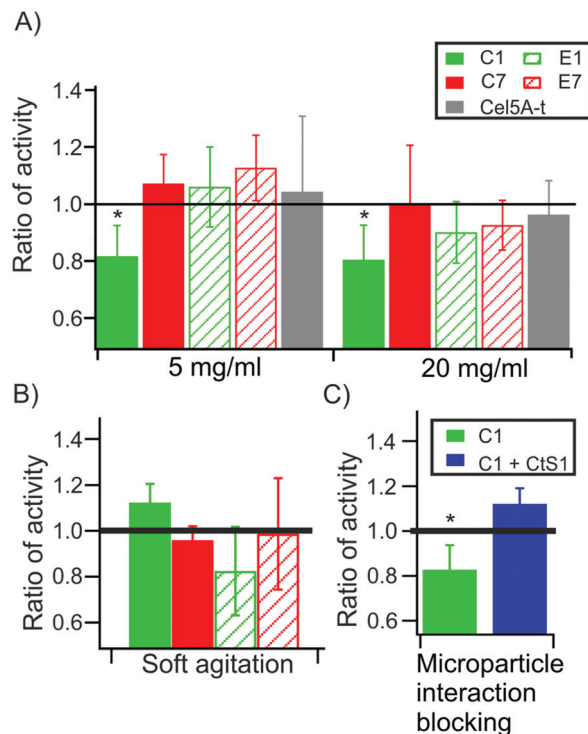 A)
C1 E1
C7 E7
Cel5A-t
Ratio of activity
1.4
1.2
1.0
0.8
0.6
*
*
5 mg/ml 20 mg/ml
B)
Ratio of activity
1.4
1.2
1.0
0.8
0.6
Soft agitation
C)
C1
C1 + CtS1
Ratio of activity
1.4
1.2
1.0
0.8
0.6
*
Microparticle
interaction
blocking